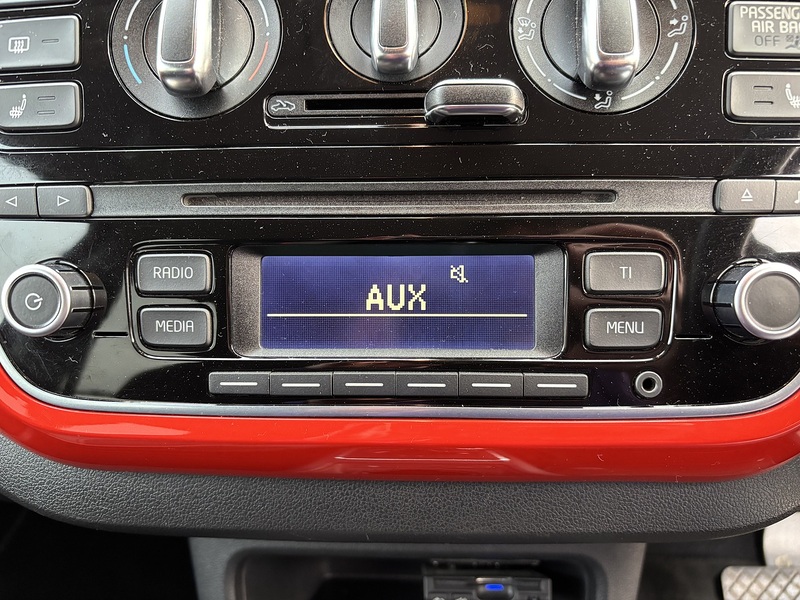 PASSENG
AIR BA
OFF
RADIO
TI
AUX
MEDIA
MENU